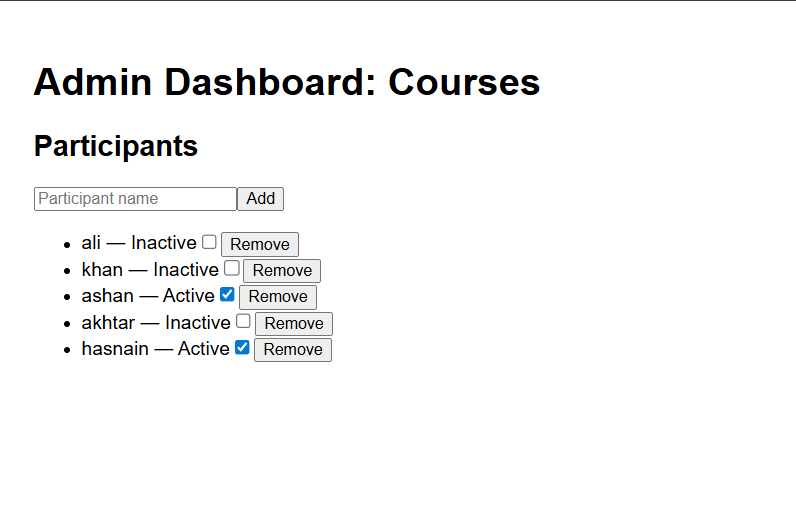 Admin Dashboard: Courses
Participants
Participant name Add
ali — Inactive Remove
khan — Inactive Remove
ashan — Active Remove
akhtar — Inactive Remove
hasnain — Active Remove